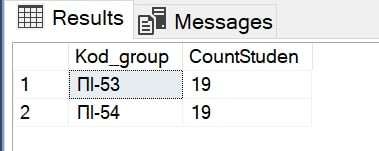 Results Messages
Kod_group CountStuden
1 ПІ-53 19
2 ПІ-54 19